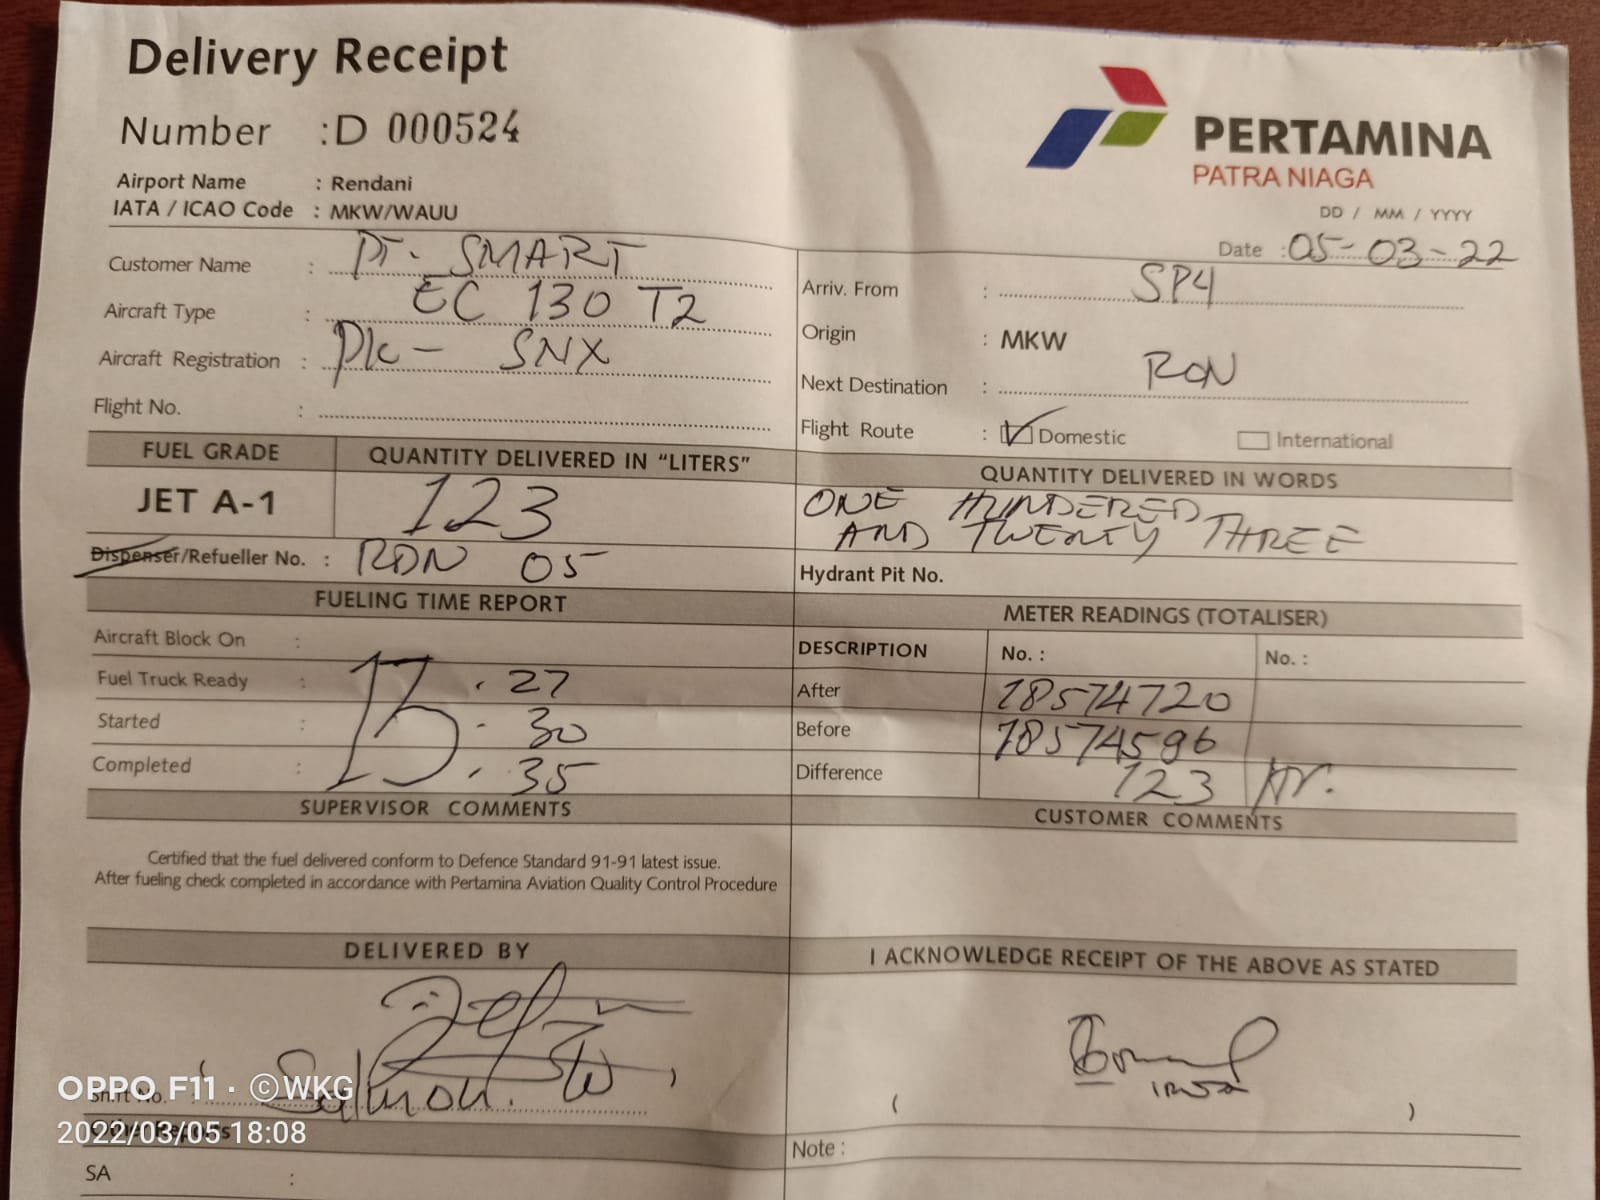 Delivery Receipt
Number :D 000524
PERTAMINA
PATRA NIAGA
Airport Name : Rendani
IATA / ICAO Code : MKW/WAUU
DD / MM / YYYY
Date : 05-03-22
Customer Name : PT. SMART
Aircraft Type : EC 130 T2
Aircraft Registration : PK- SNX
Flight No. :
Arriv. From : SP4
Origin : MKW
Next Destination : RON
Flight Route : Domestic International
FUEL GRADE QUANTITY DELIVERED IN "LITERS" QUANTITY DELIVERED IN WORDS
JET A-1 123 ONE HUNDERED
AND TWENTY THREE
Dispenser/Refueller No. : RDN 05
Hydrant Pit No.
FUELING TIME REPORT
Aircraft Block On :
Fuel Truck Ready : 13.27
Started : 30
Completed : 35
METER READINGS (TOTALISER)
DESCRIPTION No. : No. :
After 18574720
Before 18574596
Difference 123
SUPERVISOR COMMENTS
CUSTOMER COMMENTS
Certified that the fuel delivered conform to Defence Standard 91-91 latest issue.
After fueling check completed in accordance with Pertamina Aviation Quality Control Procedure
DELIVERED BY
I ACKNOWLEDGE RECEIPT OF THE ABOVE AS STATED
Shift No. :
( )
Note :
SA :
OPPO F11 · ©WKG
2022/03/05 18:08